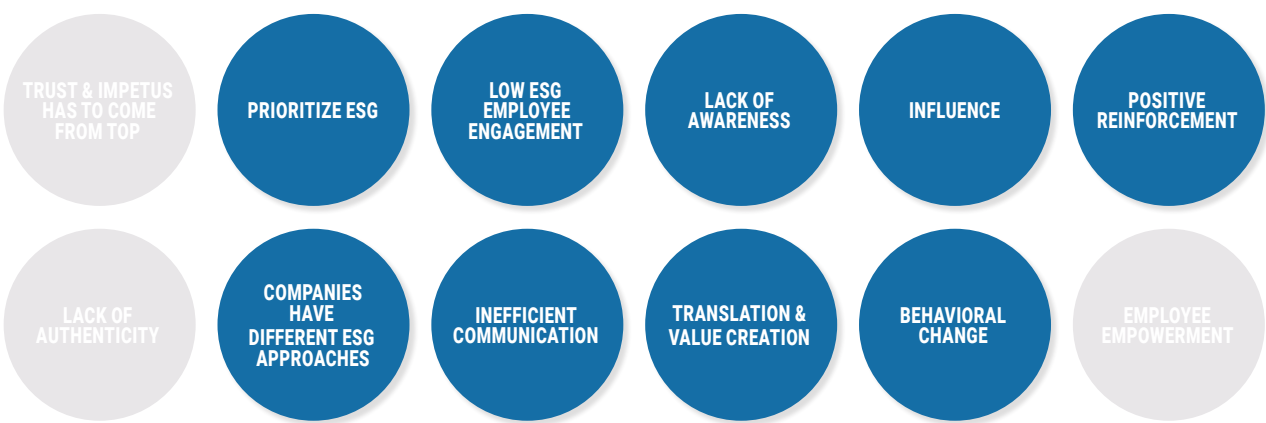 TRUST & IMPETUS
HAS TO COME
FROM TOP
PRIORITIZE ESG
LOW ESG
EMPLOYEE
ENGAGEMENT
LACK OF
AWARENESS
INFLUENCE
POSITIVE
REINFORCEMENT
LACK OF
AUTHENTICITY
COMPANIES
HAVE
DIFFERENT ESG
APPROACHES
INEFFICIENT
COMMUNICATION
TRANSLATION &
VALUE CREATION
BEHAVIORAL
CHANGE
EMPLOYEE
EMPOWERMENT